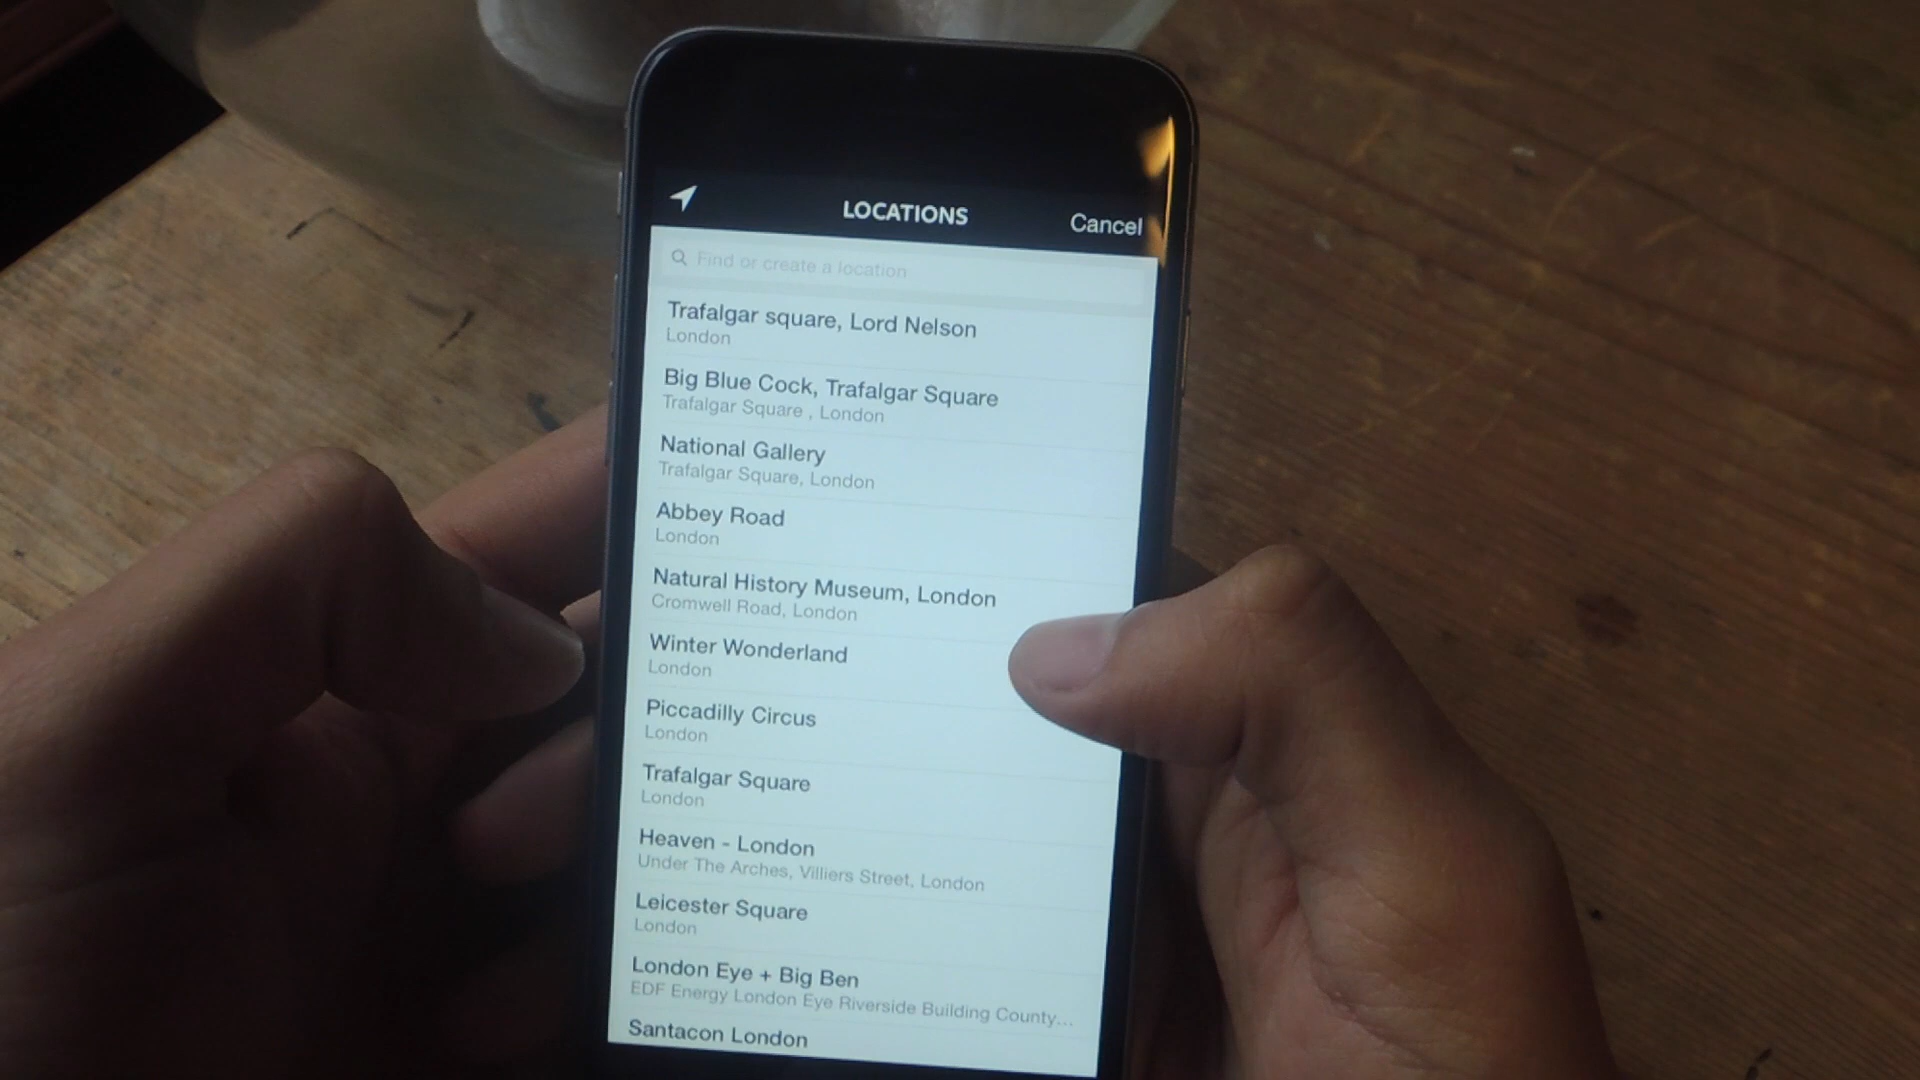 LOCATIONS
Cancel
Find or create a location
Trafalgar square, Lord Nelson
London
Big Blue Cock, Trafalgar Square
Trafalgar Square , London
National Gallery
Trafalgar Square, London
Abbey Road
London
Natural History Museum, London
Cromwell Road, London
Winter Wonderland
London
Piccadilly Circus
London
Trafalgar Square
London
Heaven - London
Under The Arches, Villiers Street, London
Leicester Square
London
London Eye + Big Ben
EDF Energy London Eye Riverside Building County...
Santacon London